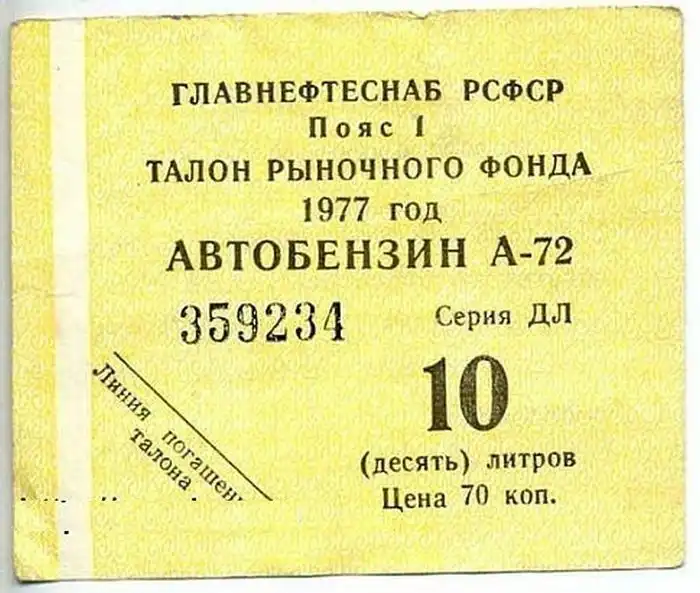 ГЛАВНЕФТЕСНАБ РСФСР
Пояс I
ТАЛОН РЫНОЧНОГО ФОНДА
1977 год
АВТОБЕНЗИН А-72
359234 Серия ДЛ
10
(десять) литров
Цена 70 коп.
Линия погашен
талона